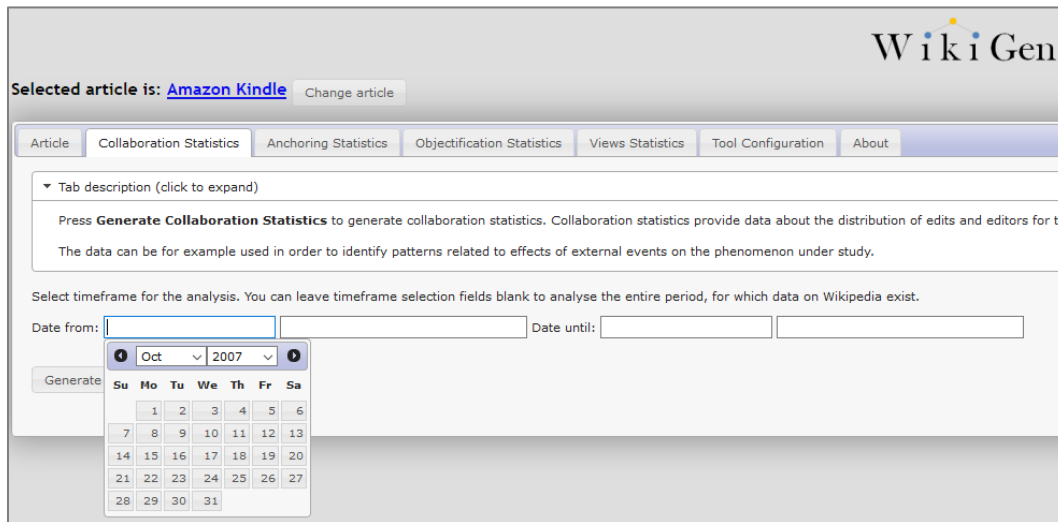 Wiki Gen
Selected article is: Amazon Kindle Change article
Article Collaboration Statistics Anchoring Statistics Objectification Statistics Views Statistics Tool Configuration About
Tab description (click to expand)
Press Generate Collaboration Statistics to generate collaboration statistics. Collaboration statistics provide data about the distribution of edits and editors for t
The data can be for example used in order to identify patterns related to effects of external events on the phenomenon under study.
Select timeframe for the analysis. You can leave timeframe selection fields blank to analyse the entire period, for which data on Wikipedia exist.
Date from: Date until:
Oct 2007
Generate
Su Mo Tu We Th Fr Sa
1 2 3 4 5 6
7 8 9 10 11 12 13
14 15 16 17 18 19 20
21 22 23 24 25 26 27
28 29 30 31